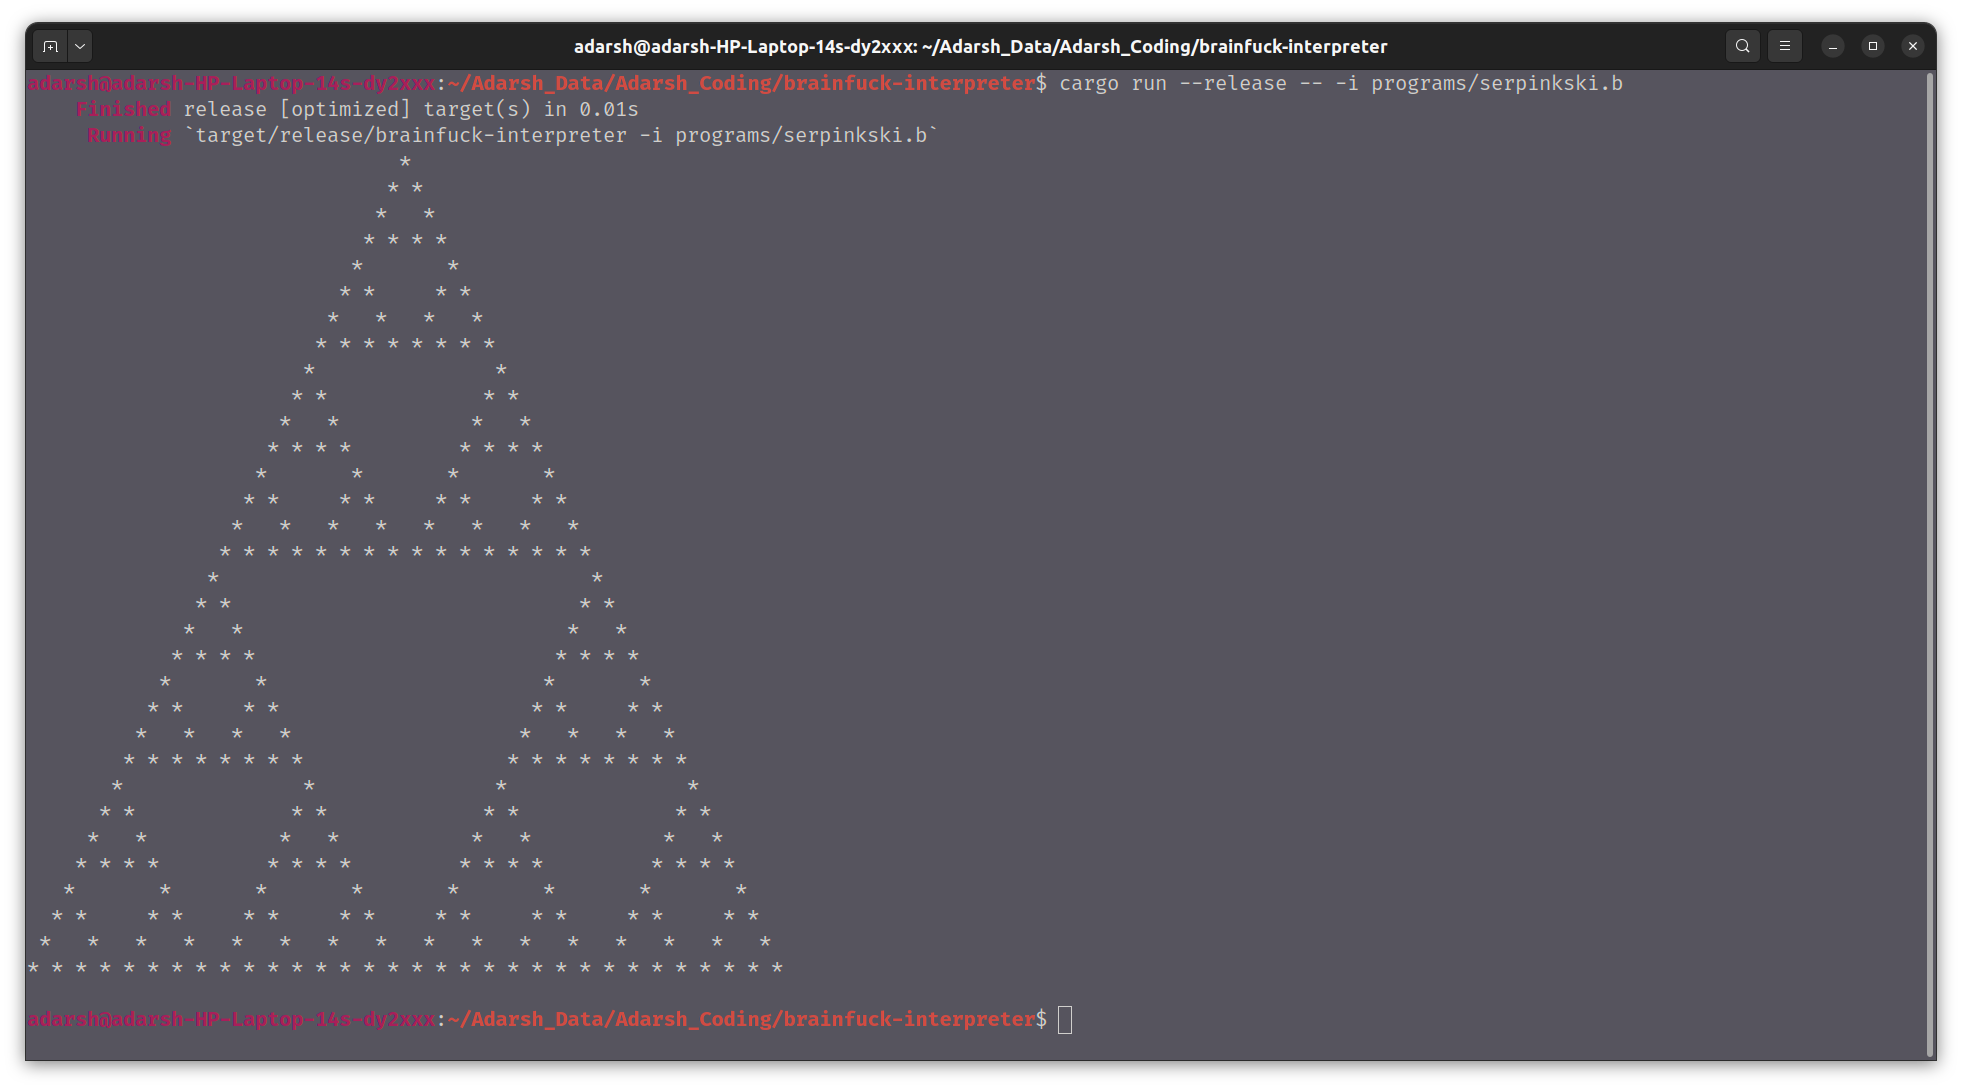 adarsh@adarsh-HP-Laptop-14s-dy2xxx: ~/Adarsh_Data/Adarsh_Coding/brainfuck-interpreter
adarsh@adarsh-HP-Laptop-14s-dy2xxx:~/Adarsh_Data/Adarsh_Coding/brainfuck-interpreter$ cargo run --release -- -i programs/serpinkski.b
    Finished release [optimized] target(s) in 0.01s
     Running `target/release/brainfuck-interpreter -i programs/serpinkski.b`
                               *
                              * *
                             *   *
                            * * * *
                           *       *
                          * *     * *
                         *   *   *   *
                        * * * * * * * *
                       *               *
                      * *             * *
                     *   *           *   *
                    * * * *         * * * *
                   *       *       *       *
                  * *     * *     * *     * *
                 *   *   *   *   *   *   *   *
                * * * * * * * * * * * * * * * *
               *                               *
              * *                             * *
             *   *                           *   *
            * * * *                         * * * *
           *       *                       *       *
          * *     * *                     * *     * *
         *   *   *   *                   *   *   *   *
        * * * * * * * *                 * * * * * * * *
       *               *               *               *
      * *             * *             * *             * *
     *   *           *   *           *   *           *   *
    * * * *         * * * *         * * * *         * * * *
   *       *       *       *       *       *       *       *
  * *     * *     * *     * *     * *     * *     * *     * *
 *   *   *   *   *   *   *   *   *   *   *   *   *   *   *   *
* * * * * * * * * * * * * * * * * * * * * * * * * * * * * * * *
adarsh@adarsh-HP-Laptop-14s-dy2xxx:~/Adarsh_Data/Adarsh_Coding/brainfuck-interpreter$